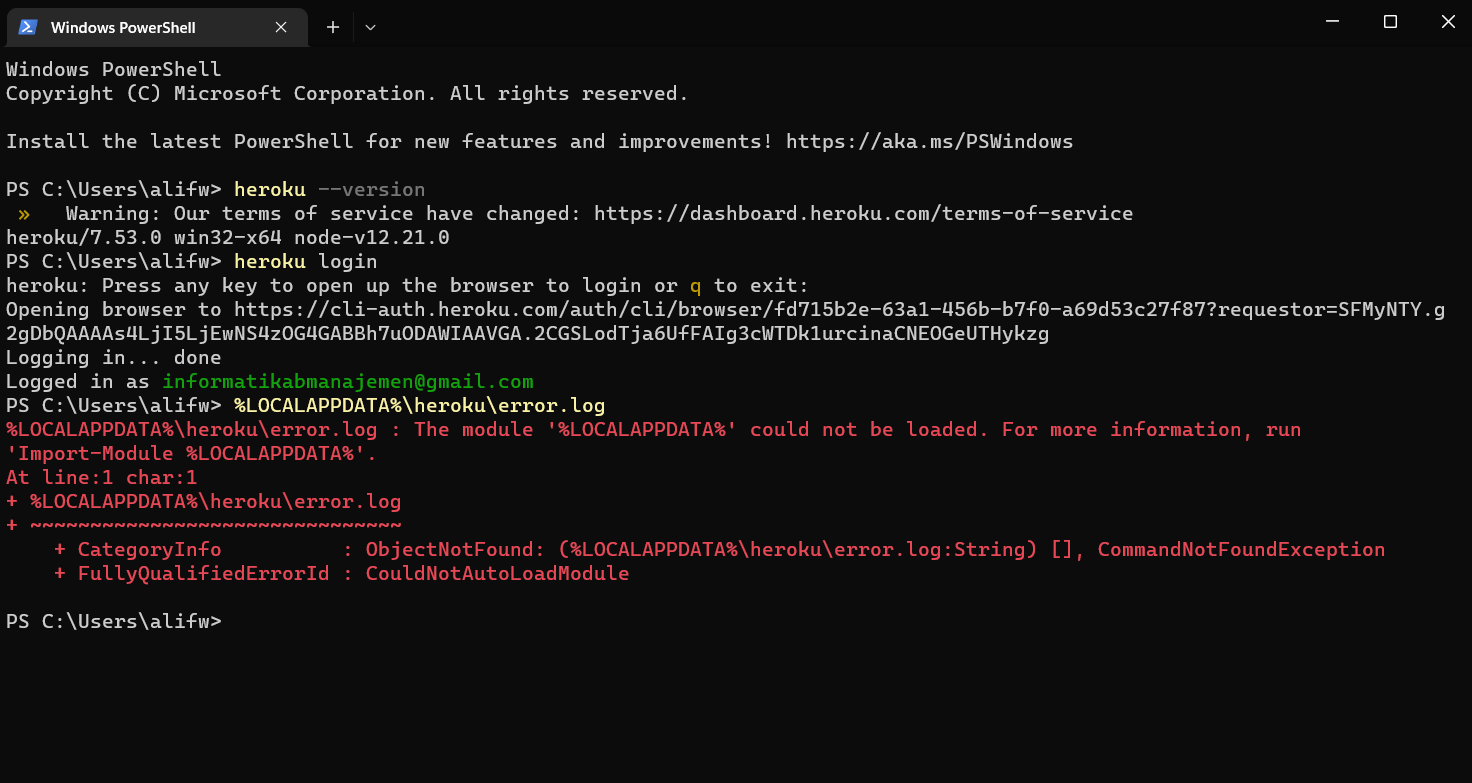 Windows PowerShell
Windows PowerShell
Copyright (C) Microsoft Corporation. All rights reserved.
Install the latest PowerShell for new features and improvements! https://aka.ms/PSWindows
PS C:\Users\alifw> heroku --version
»   Warning: Our terms of service have changed: https://dashboard.heroku.com/terms-of-service
heroku/7.53.0 win32-x64 node-v12.21.0
PS C:\Users\alifw> heroku login
heroku: Press any key to open up the browser to login or q to exit:
Opening browser to https://cli-auth.heroku.com/auth/cli/browser/fd715b2e-63a1-456b-b7f0-a69d53c27f87?requestor=SFMyNTY.g
2gDbQAAAAs4LjI5LjEwNS4zOG4GABBh7uODAWIAAVGA.2CGSLodTja6UfFAIg3cWTDk1urcinaCNEOGeUTHykzg
Logging in... done
Logged in as informatikabmanajemen@gmail.com
PS C:\Users\alifw> %LOCALAPPDATA%\heroku\error.log
%LOCALAPPDATA%\heroku\error.log : The module '%LOCALAPPDATA%' could not be loaded. For more information, run
'Import-Module %LOCALAPPDATA%'.
At line:1 char:1
+ %LOCALAPPDATA%\heroku\error.log
+ ~~~~~~~~~~~~~~~~~~~~~~~~~~~~~~~
    + CategoryInfo          : ObjectNotFound: (%LOCALAPPDATA%\heroku\error.log:String) [], CommandNotFoundException
    + FullyQualifiedErrorId : CouldNotAutoLoadModule
PS C:\Users\alifw>